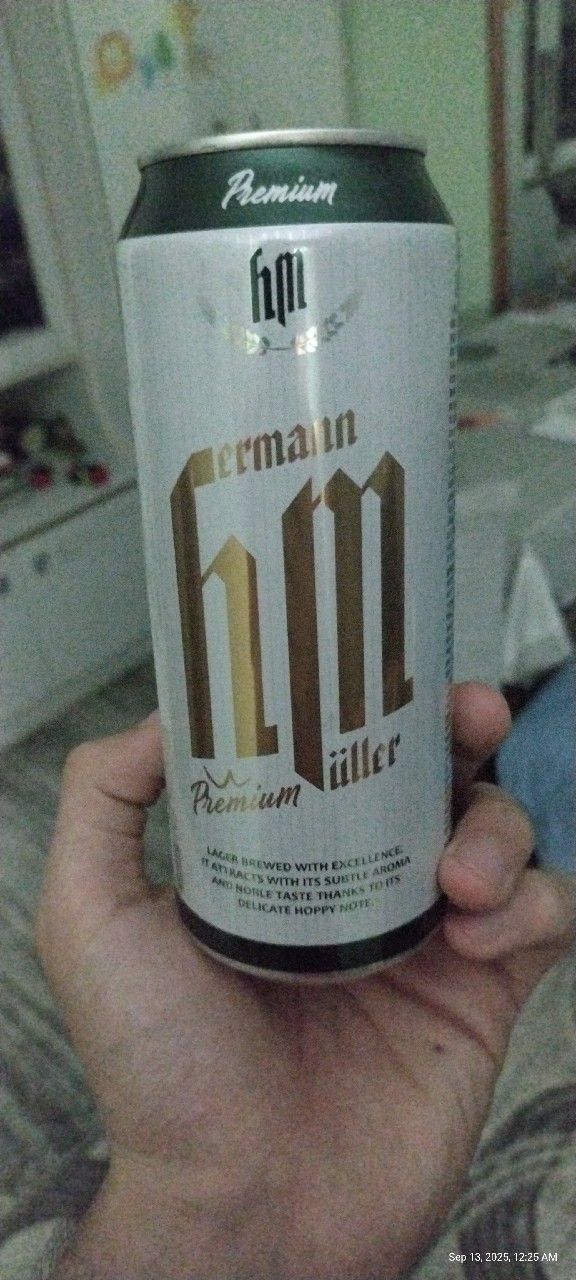 Premium
hm
hermann
hm
müller
Premium
LAGER BREWED WITH EXCELLENCE.
IT ATTRACTS WITH ITS SUBTLE AROMA
AND NOBLE TASTE THANKS TO ITS
DELICATE HOPPY NOTE.
Sep 13, 2025, 12:25 AM